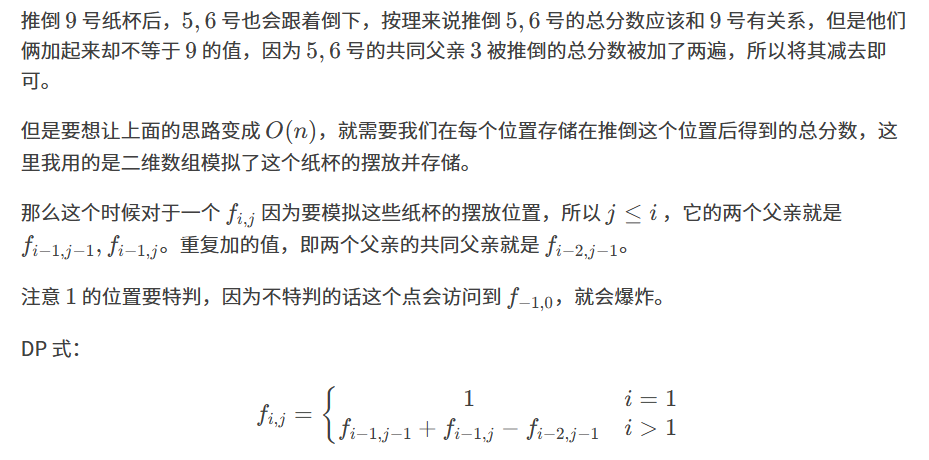 推倒 9 号纸杯后，5, 6 号也会跟着倒下，按理来说推倒 5, 6 号的总分数应该和 9 号有关系，但是他们
俩加起来却不等于 9 的值，因为 5, 6 号的共同父亲 3 被推倒的总分数被加了两遍，所以将其减去即
可。
但是要想让上面的思路变成 O(n)，就需要我们在每个位置存储在推倒这个位置后得到的总分数，这
里我用的是二维数组模拟了这个纸杯的摆放并存储。
那么这个时候对于一个 f_{i,j} 因为要模拟这些纸杯的摆放位置，所以 j ≤ i，它的两个父亲就是
f_{i−1,j−1}, f_{i−1,j}。重复加的值，即两个父亲的共同父亲就是 f_{i−2,j−1}。
注意 1 的位置要特判，因为不特判的话这个点会访问到 f_{−1,0}，就会爆炸。
DP 式：
f_{i,j} = { 1 i = 1
f_{i−1,j−1} + f_{i−1,j} − f_{i−2,j−1} i > 1